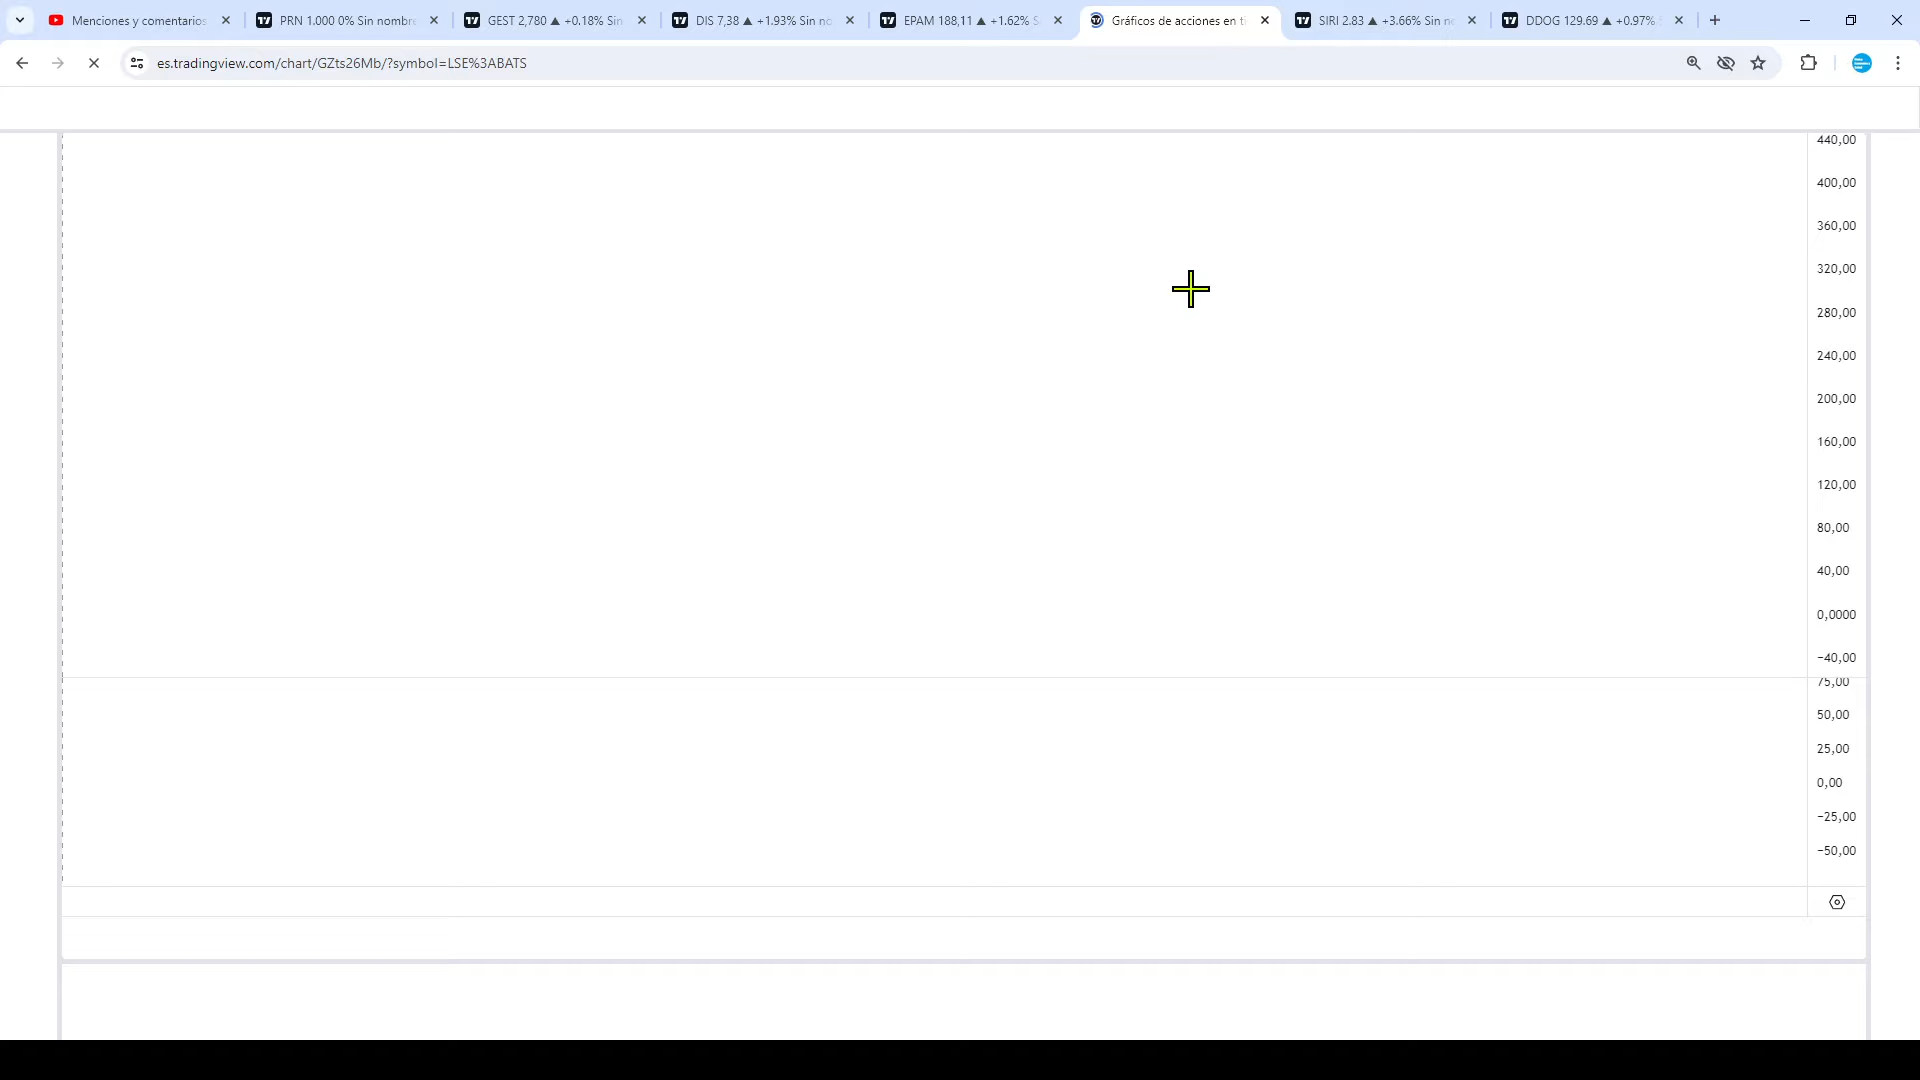 Menciones y comentarios
PRN 1.000 0% Sin nombre
GEST 2,780 ▲ +0.18% Sin
DIS 7,38 ▲ +1.93% Sin no
EPAM 188,11 ▲ +1.62% S
Gráficos de acciones en ti
SIRI 2.83 ▲ +3.66% Sin no
DDOG 129.69 ▲ +0.97%
es.tradingview.com/chart/GZts26Mb/?symbol=LSE%3ABATS
440,00
400,00
360,00
320,00
280,00
240,00
200,00
160,00
120,00
80,00
40,00
0,0000
−40,00
75,00
50,00
25,00
0,00
−25,00
−50,00